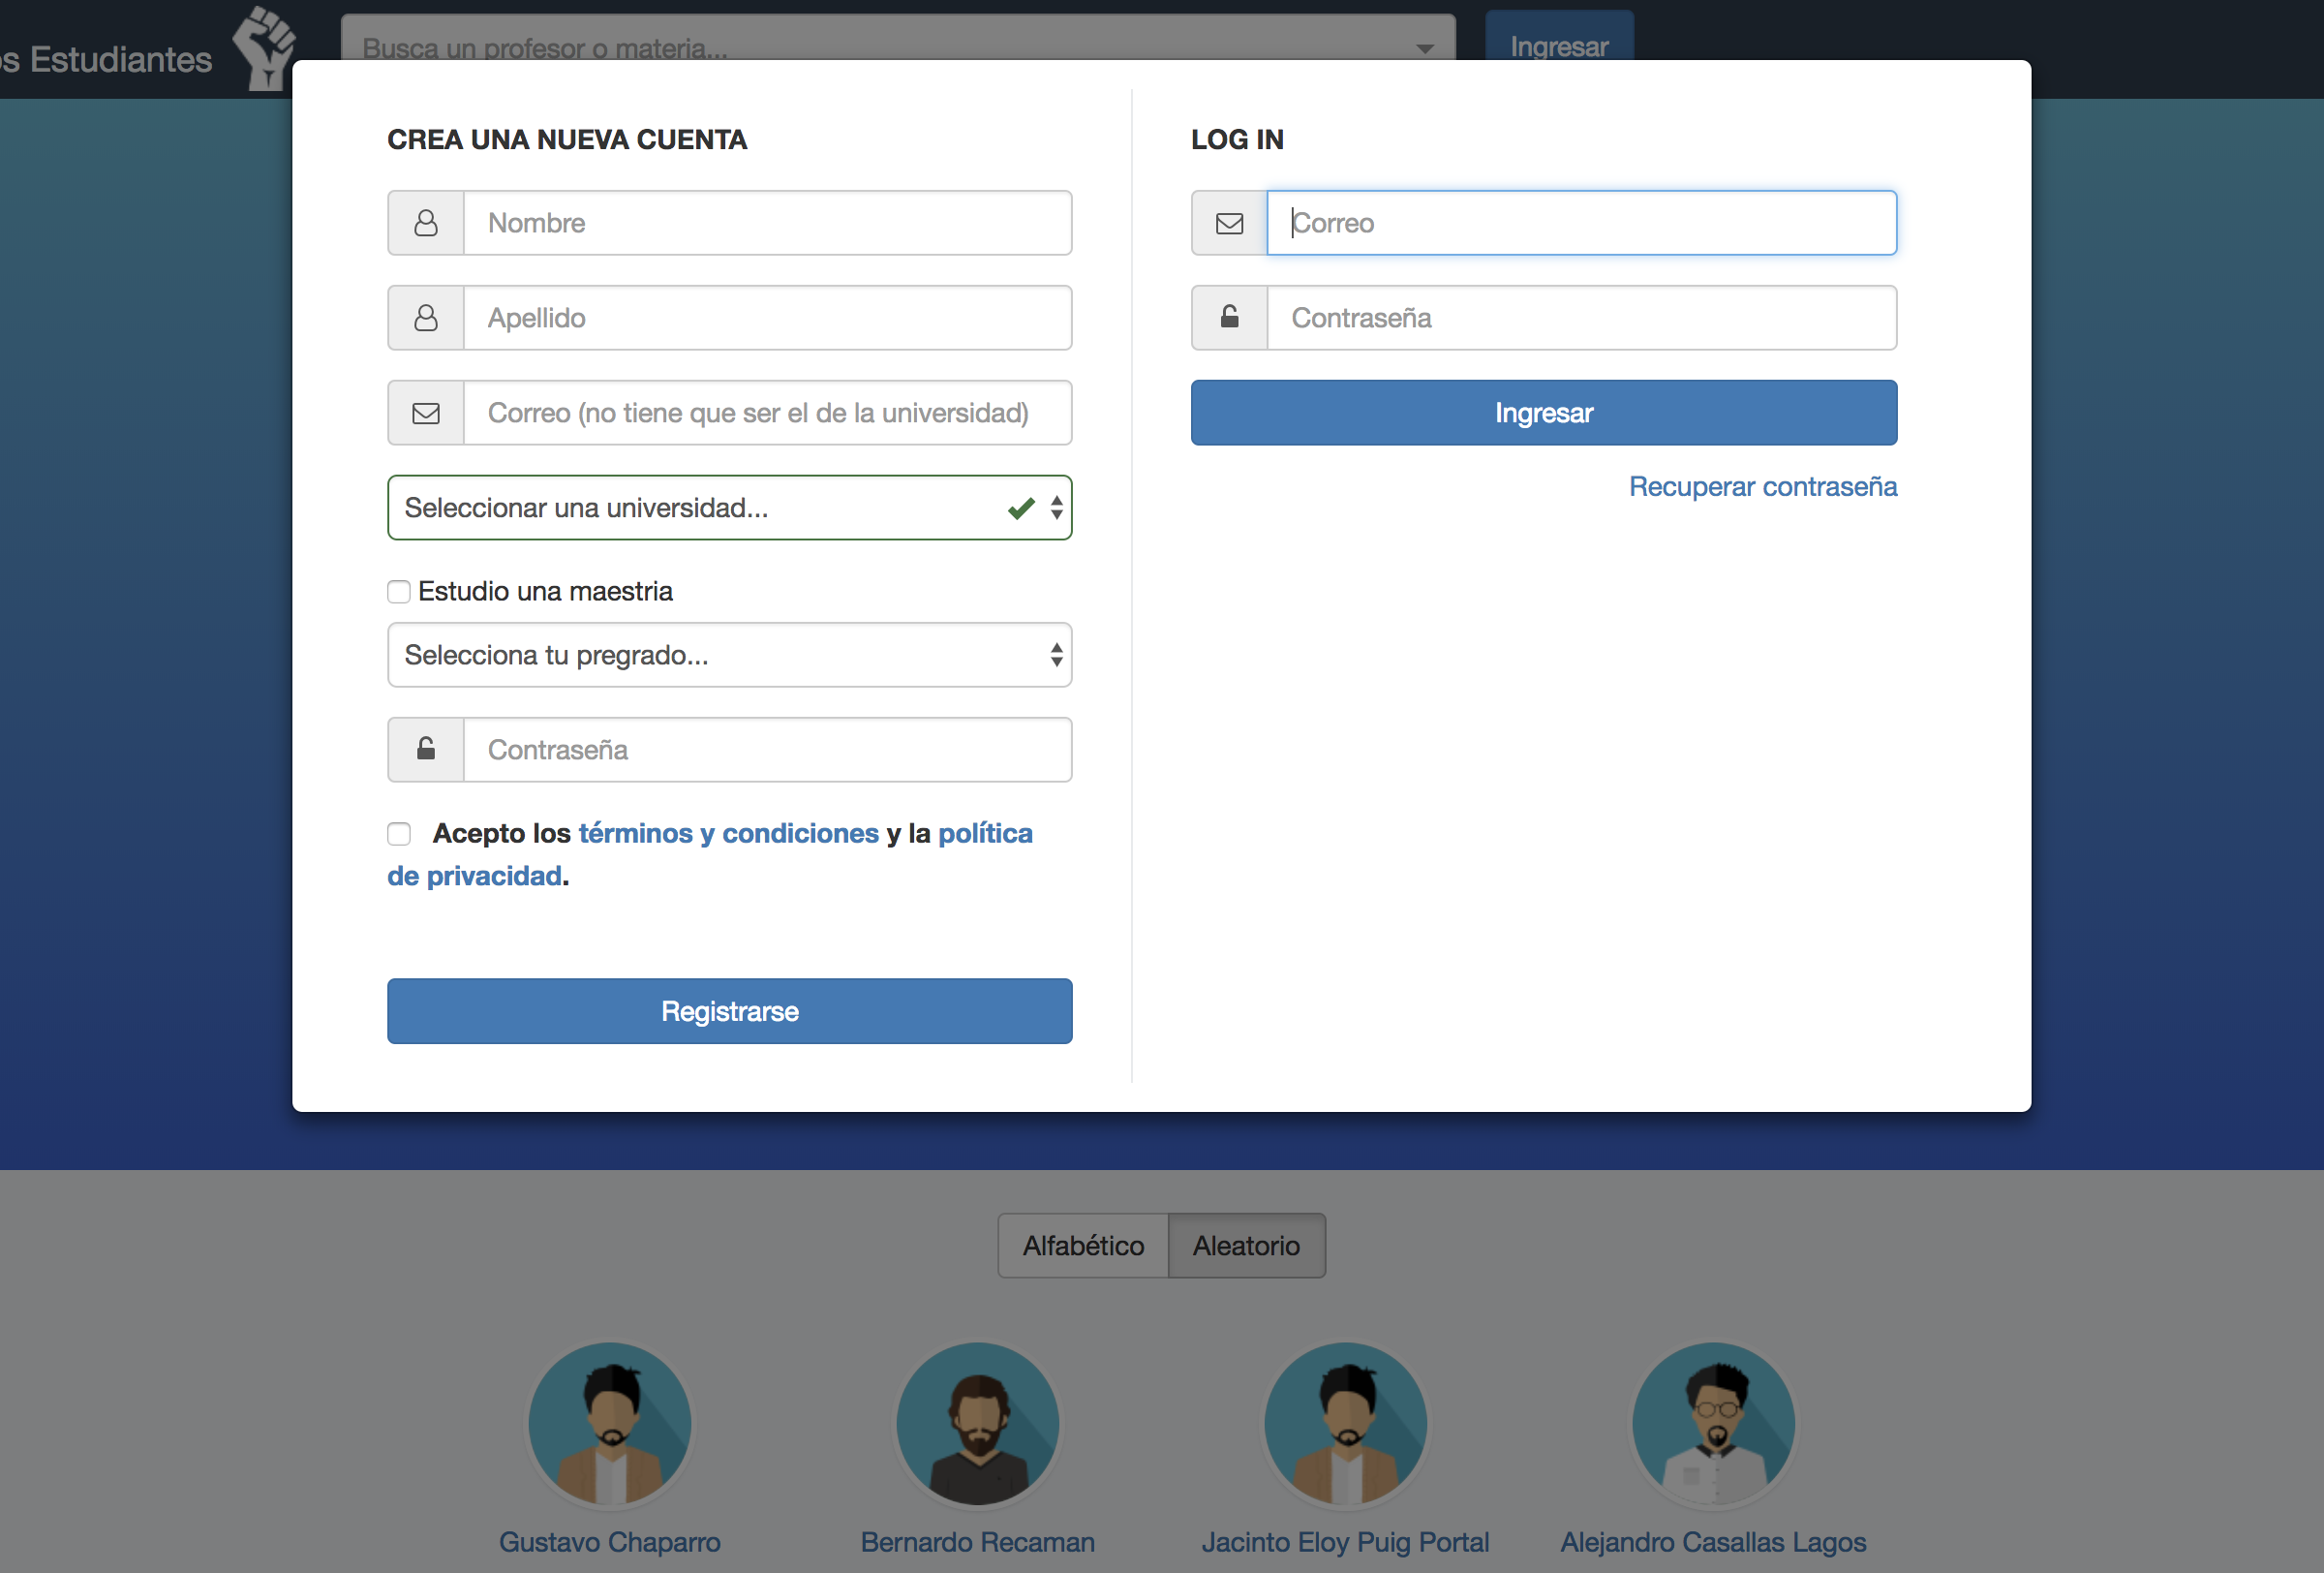 s Estudiantes
Busca un profesor o materia...
Ingresar
CREA UNA NUEVA CUENTA
Nombre
Apellido
Correo (no tiene que ser el de la universidad)
Seleccionar una universidad...
Estudio una maestria
Selecciona tu pregrado...
Contraseña
Acepto los términos y condiciones y la política
de privacidad.
Registrarse
LOG IN
Correo
Contraseña
Ingresar
Recuperar contraseña
Alfabético
Aleatorio
Gustavo Chaparro
Bernardo Recaman
Jacinto Eloy Puig Portal
Alejandro Casallas Lagos